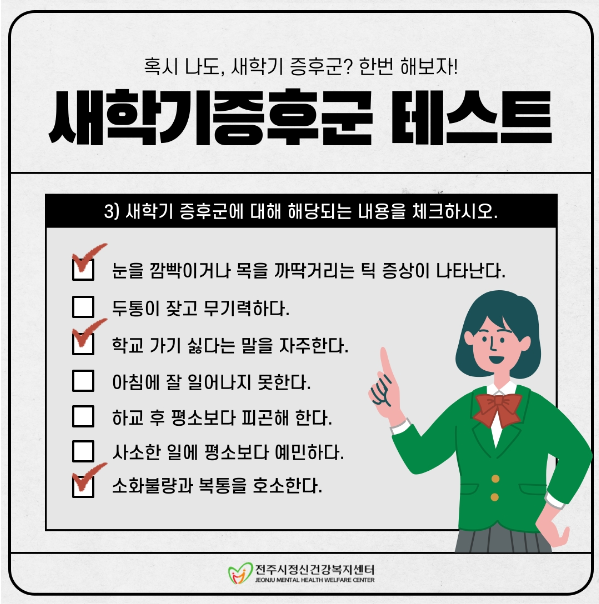 혹시 나도, 새학기 증후군? 한번 해보자!
새학기증후군 테스트
3) 새학기 증후군에 대해 해당되는 내용을 체크하시오.
눈을 깜빡이거나 목을 까딱거리는 틱 증상이 나타난다.
두통이 잦고 무기력하다.
학교 가기 싫다는 말을 자주한다.
아침에 잘 일어나지 못한다.
하교 후 평소보다 피곤해 한다.
사소한 일에 평소보다 예민하다.
소화불량과 복통을 호소한다.
전주시정신건강복지센터
JEONJU MENTAL HEALTH WELFARE CENTER